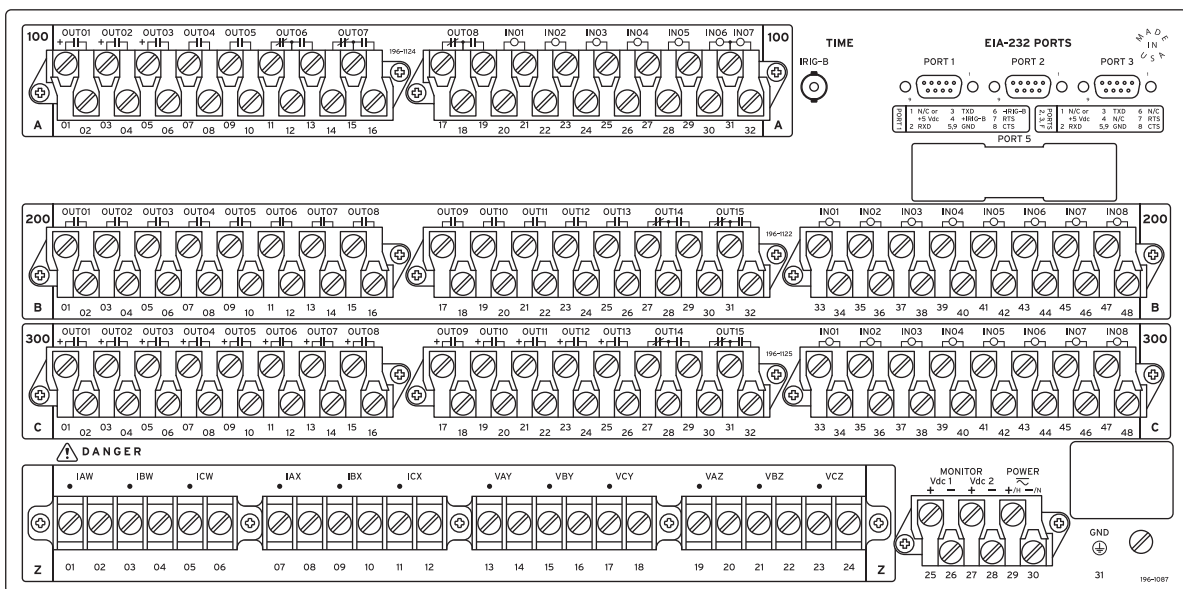 100 OUT01 OUT02 OUT03 OUT04 OUT05 OUT06 OUT07 OUT08 IN01 IN02 IN03 IN04 IN05 IN06 IN07 100
+ + +
196-1124
A 01 02 03 04 05 06 07 08 09 10 11 12 13 14 15 16 17 18 19 20 21 22 23 24 25 26 27 28 29 30 31 32 A
TIME
IRIG-B
EIA-232 PORTS
MADE IN USA
PORT 1 PORT 2 PORT 3
PORT 1
1 N/C or +5 Vdc 3 TXD 6 -IRIG-B
4 +IRIG-B 7 RTS
2 RXD 5,9 GND 8 CTS
PORTS 2, 3, F
1 N/C or +5 Vdc 3 TXD 6 N/C
4 N/C 7 RTS
2 RXD 5,9 GND 8 CTS
PORT 5
200 OUT01 OUT02 OUT03 OUT04 OUT05 OUT06 OUT07 OUT08 OUT09 OUT10 OUT11 OUT12 OUT13 OUT14 OUT15 IN01 IN02 IN03 IN04 IN05 IN06 IN07 IN08 200
196-1122
B 01 02 03 04 05 06 07 08 09 10 11 12 13 14 15 16 17 18 19 20 21 22 23 24 25 26 27 28 29 30 31 32 33 34 35 36 37 38 39 40 41 42 43 44 45 46 47 48 B
300 OUT01 OUT02 OUT03 OUT04 OUT05 OUT06 OUT07 OUT08 OUT09 OUT10 OUT11 OUT12 OUT13 OUT14 OUT15 IN01 IN02 IN03 IN04 IN05 IN06 IN07 IN08 300
+ + + + + + + + + + + + +
196-1125
C 01 02 03 04 05 06 07 08 09 10 11 12 13 14 15 16 17 18 19 20 21 22 23 24 25 26 27 28 29 30 31 32 33 34 35 36 37 38 39 40 41 42 43 44 45 46 47 48 C
DANGER
IAW IBW ICW IAX IBX ICX VAY VBY VCY VAZ VBZ VCZ
Z 01 02 03 04 05 06 07 08 09 10 11 12 13 14 15 16 17 18 19 20 21 22 23 24 Z
MONITOR POWER
Vdc 1 Vdc 2
+ − + − +/H −/N
25 26 27 28 29 30
GND
31
196-1087